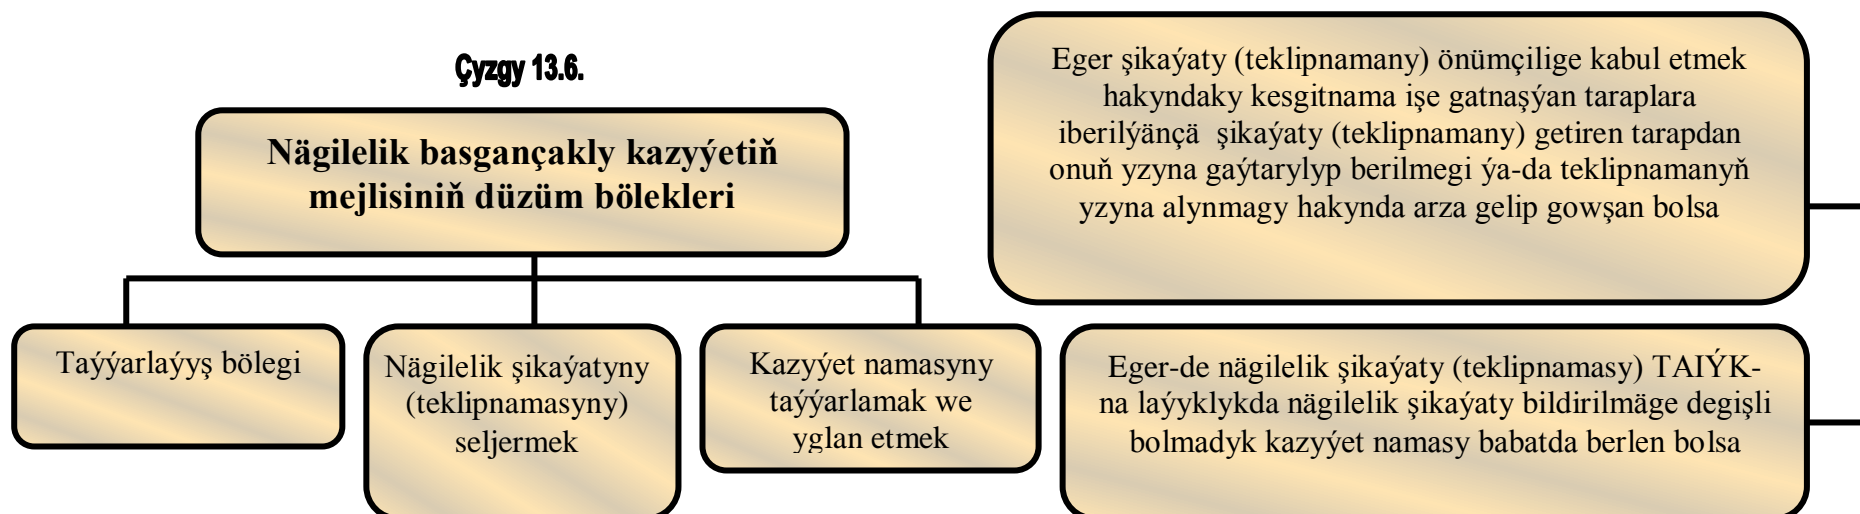 Çyzgy 13.6.
Nägilelik basgançakly kazyýetiň
mejlisiniň düzüm bölekleri
Taýýarlaýyş bölegi
Nägilelik şikaýatyny
(teklipnamasyny)
seljermek
Kazyýet namasyny
taýýarlamak we
yglan etmek
Eger şikaýaty (teklipnamany) önümçilige kabul etmek
hakyndaky kesgitnama işe gatnaşýan taraplara
iberilýänçä şikaýaty (teklipnamany) getiren tarapdan
onuň yzyna gaýtarylyp berilmegi ýa-da teklipnamanyň
yzyna alynmagy hakynda arza gelip gowşan bolsa
Eger-de nägilelik şikaýaty (teklipnamasy) TAIÝK-
na laýyklykda nägilelik şikaýaty bildirilmäge degişli
bolmadyk kazyýet namasy babatda berlen bolsa